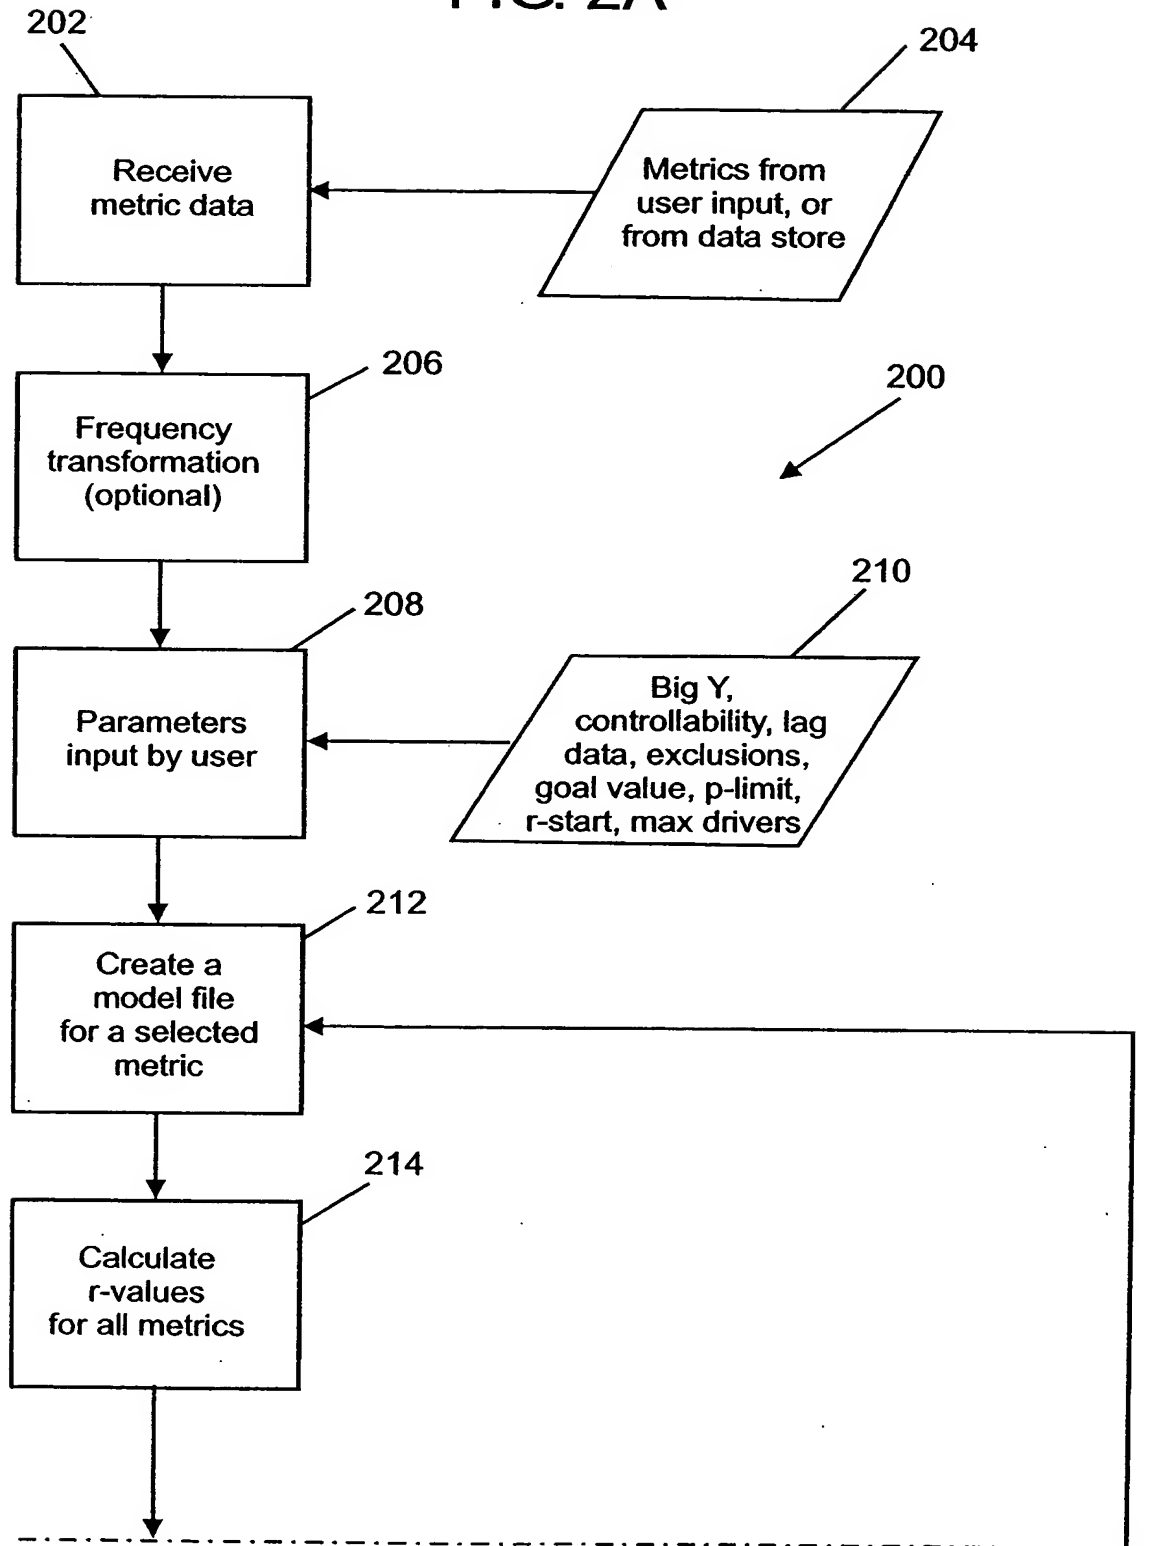 FIG. 2A
202
204
Receive
metric data
Metrics from
user input, or
from data store
206
200
Frequency
transformation
(optional)
210
208
Parameters
input by user
Big Y,
controllability, lag
data, exclusions,
goal value, p-limit,
r-start, max drivers
212
Create a
model file
for a selected
metric
214
Calculate
r-values
for all metrics